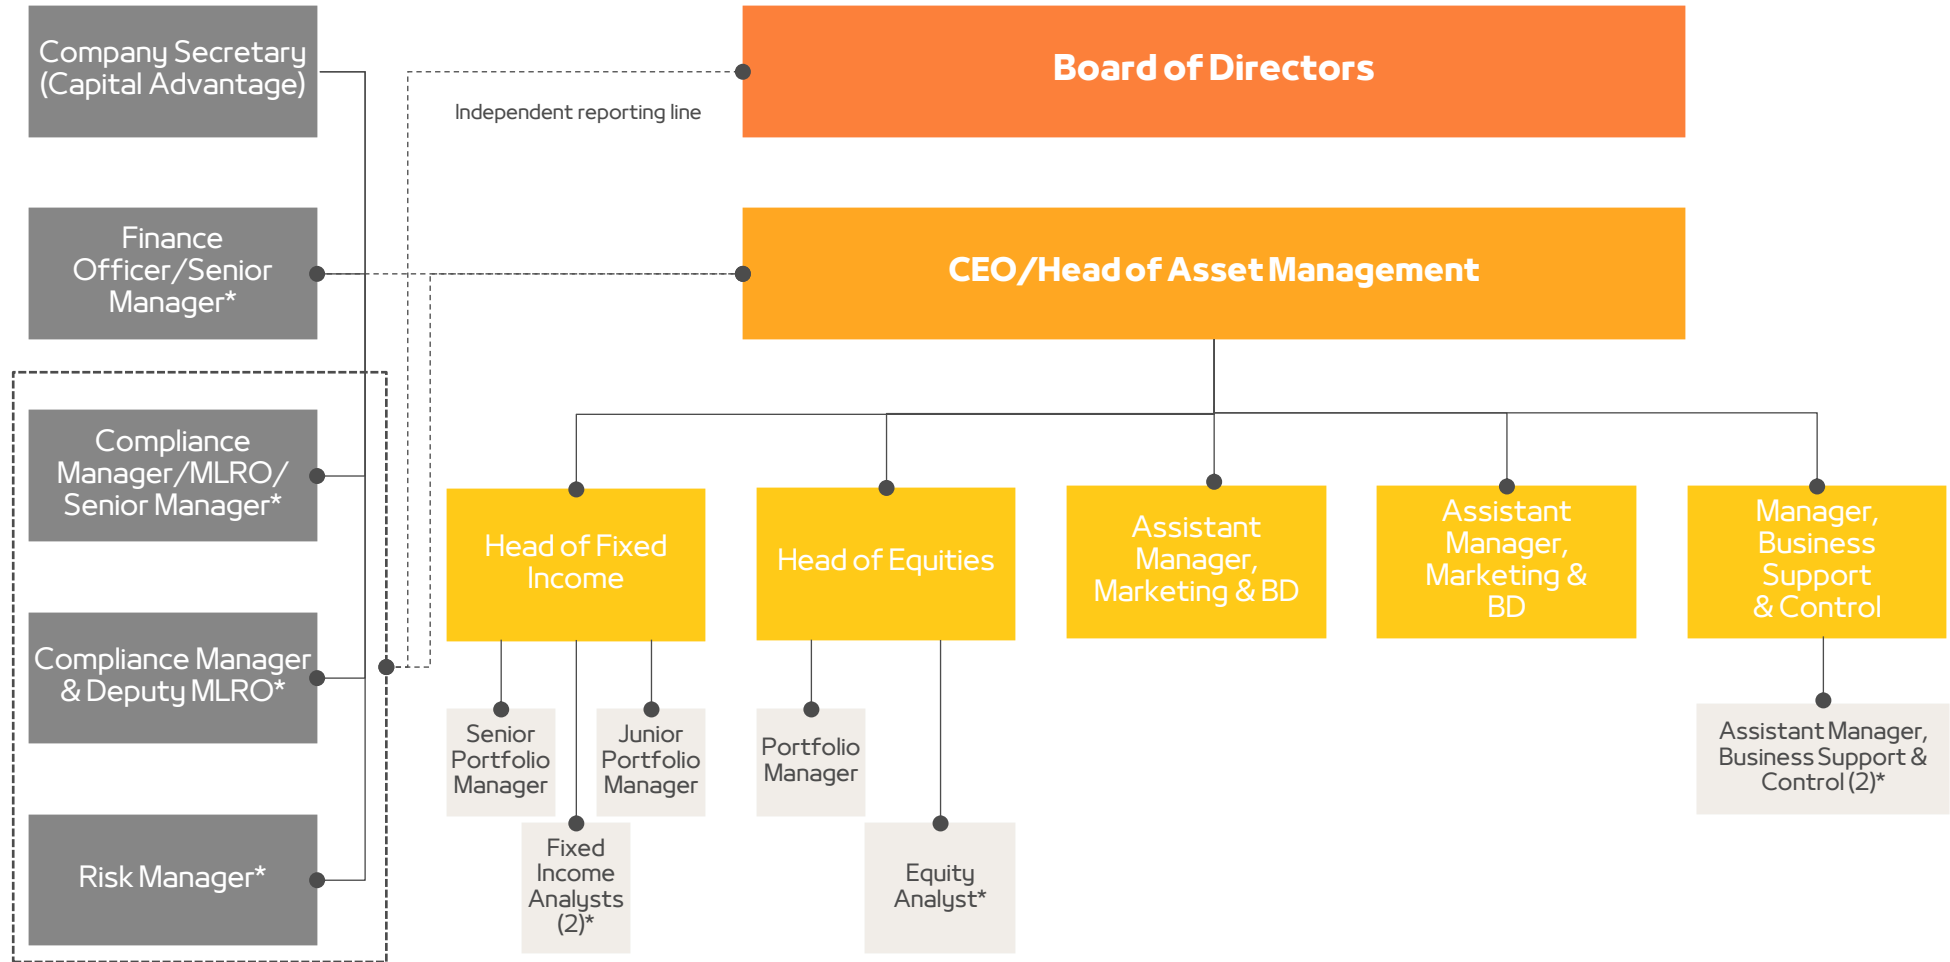 Company Secretary
(Capital Advantage)
Board of Directors
Independent reporting line
Finance
Officer/Senior
Manager*
CEO/Head of Asset Management
Compliance
Manager/MLRO/
Senior Manager*
Compliance Manager
& Deputy MLRO*
Risk Manager*
Head of Fixed
Income
Head of Equities
Assistant
Manager,
Marketing & BD
Assistant
Manager,
Marketing &
BD
Manager,
Business
Support
& Control
Senior
Portfolio
Manager
Junior
Portfolio
Manager
Portfolio
Manager
Assistant Manager,
Business Support &
Control (2)*
Fixed
Income
Analysts
(2)*
Equity
Analyst*